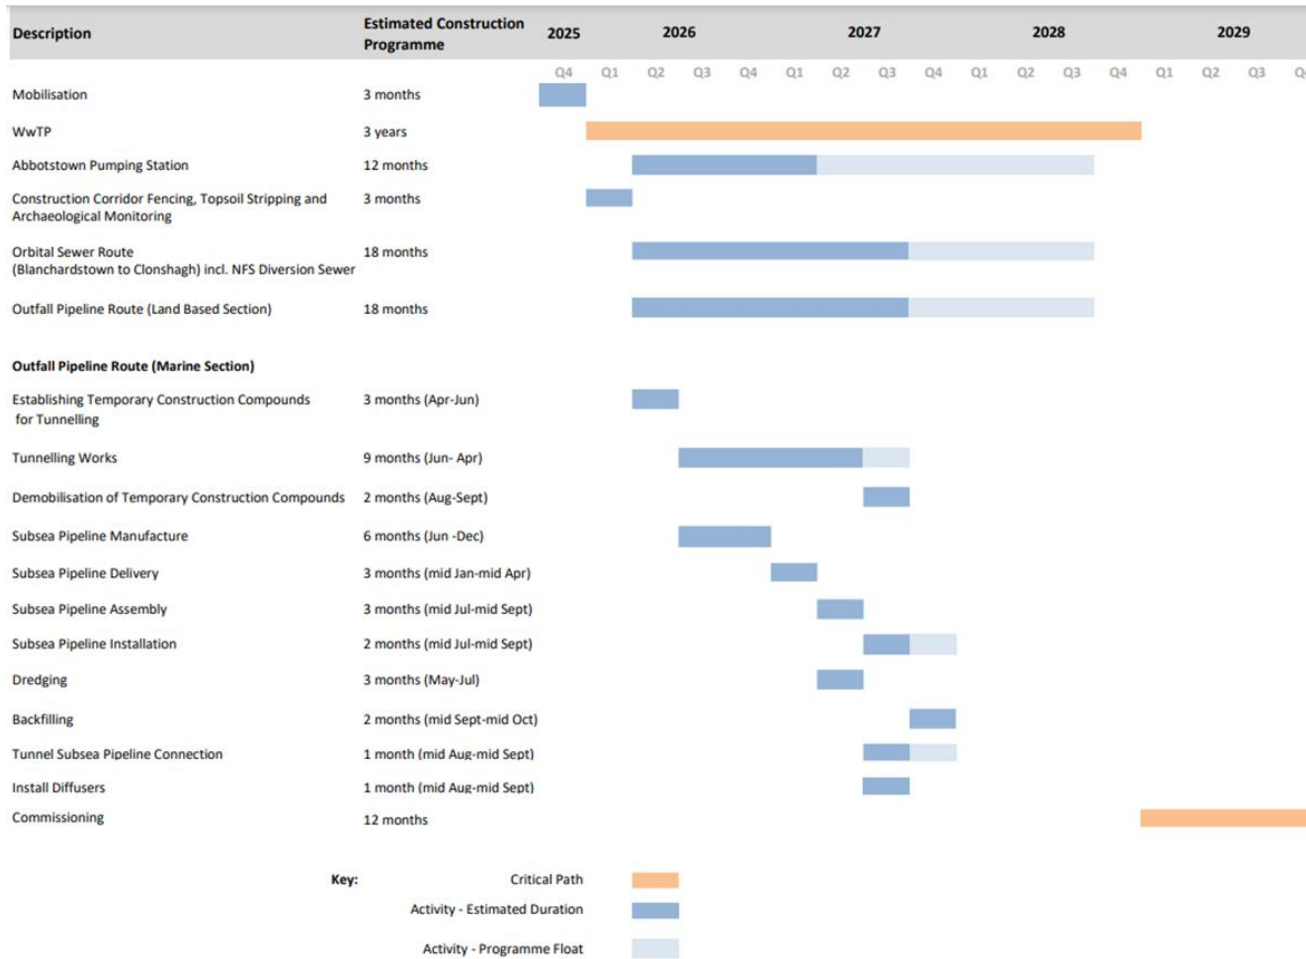 Description Estimated Construction Programme 2025 2026 2027 2028 2029
Q4 Q1 Q2 Q3 Q4 Q1 Q2 Q3 Q4 Q1 Q2 Q3 Q4 Q1 Q2 Q3
Mobilisation 3 months
WwTP 3 years
Abbotstown Pumping Station 12 months
Construction Corridor Fencing, Topsoil Stripping and 3 months
Archaeological Monitoring
Orbital Sewer Route 18 months
(Blanchardstown to Clonshagh) incl. NFS Diversion Sewer
Outfall Pipeline Route (Land Based Section) 18 months
Outfall Pipeline Route (Marine Section)
Establishing Temporary Construction Compounds 3 months (Apr-Jun)
for Tunnelling
Tunnelling Works 9 months (Jun- Apr)
Demobilisation of Temporary Construction Compounds 2 months (Aug-Sept)
Subsea Pipeline Manufacture 6 months (Jun -Dec)
Subsea Pipeline Delivery 3 months (mid Jan-mid Apr)
Subsea Pipeline Assembly 3 months (mid Jul-mid Sept)
Subsea Pipeline Installation 2 months (mid Jul-mid Sept)
Dredging 3 months (May-Jul)
Backfilling 2 months (mid Sept-mid Oct)
Tunnel Subsea Pipeline Connection 1 month (mid Aug-mid Sept)
Install Diffusers 1 month (mid Aug-mid Sept)
Commissioning 12 months
Key: Critical Path
Activity - Estimated Duration
Activity - Programme Float